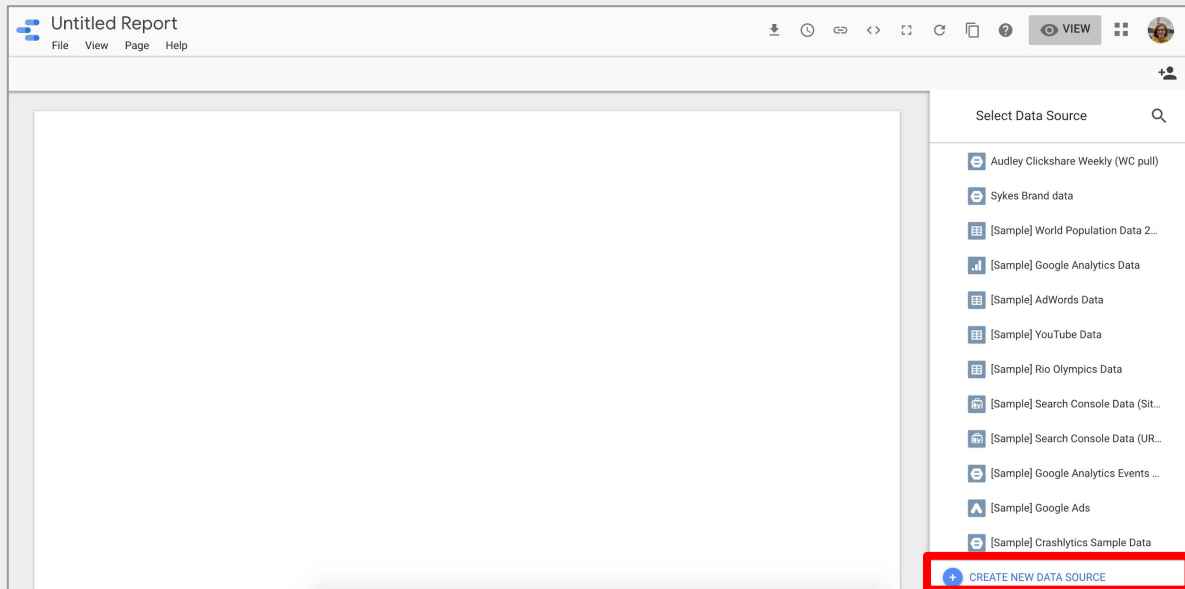 Untitled Report
File View Page Help
VIEW
Select Data Source
Audley Clickshare Weekly (WC pull)
Sykes Brand data
[Sample] World Population Data 2...
[Sample] Google Analytics Data
[Sample] AdWords Data
[Sample] YouTube Data
[Sample] Rio Olympics Data
[Sample] Search Console Data (Sit...
[Sample] Search Console Data (UR...
[Sample] Google Analytics Events ...
[Sample] Google Ads
[Sample] Crashlytics Sample Data
CREATE NEW DATA SOURCE